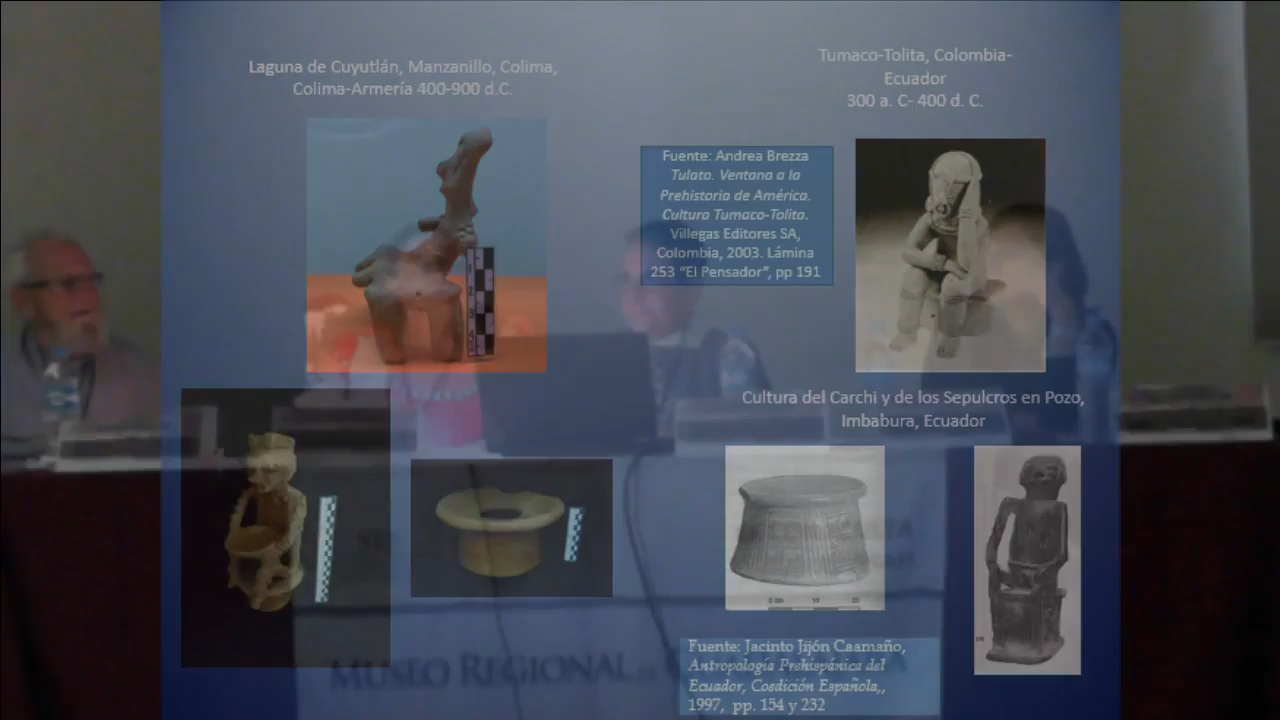 Laguna de Cuyutlán, Manzanillo, Colima,
Colima-Armería 400-900 d.C.
Tumaco-Tolita, Colombia-
Ecuador
300 a. C- 400 d. C.
Fuente: Andrea Brezza
Tulato. Ventana a la
Prehistoria de América.
Cultura Tumaco-Tolita.
Villegas Editores SA,
Colombia, 2003. Lámina
253 "El Pensador", pp 191
Cultura del Carchi y de los Sepulcros en Pozo,
Imbabura, Ecuador
Fuente: Jacinto Jijón Caamaño,
Antropología Prehispánica del
Ecuador, Coedición Española,,
1997, pp. 154 y 232
MUSEO REGIONAL